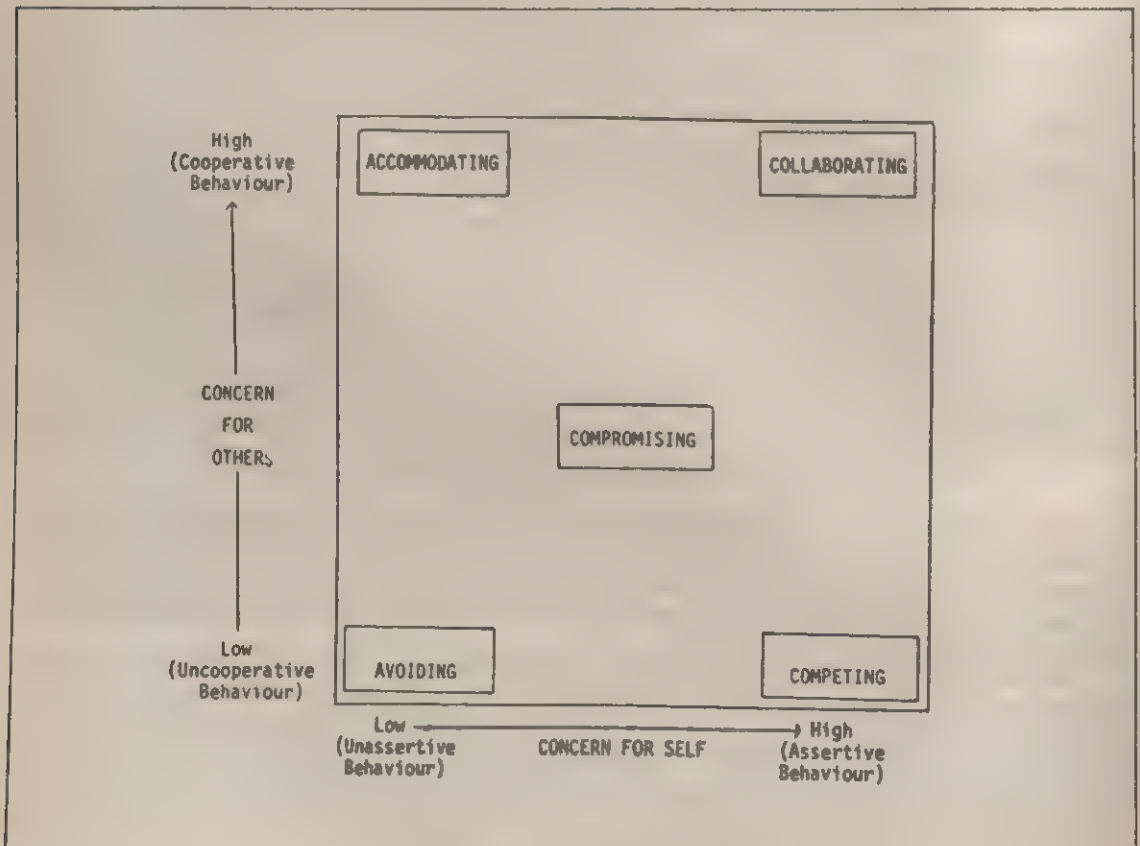 High
(Cooperative
Behaviour)
ACCOMMODATING
COLLABORATING
CONCERN
FOR
OTHERS
COMPROMISING
Low
(Uncooperative
Behaviour)
AVOIDING
COMPETING
Low
(Unassertive
Behaviour)
CONCERN FOR SELF
High
(Assertive
Behaviour)